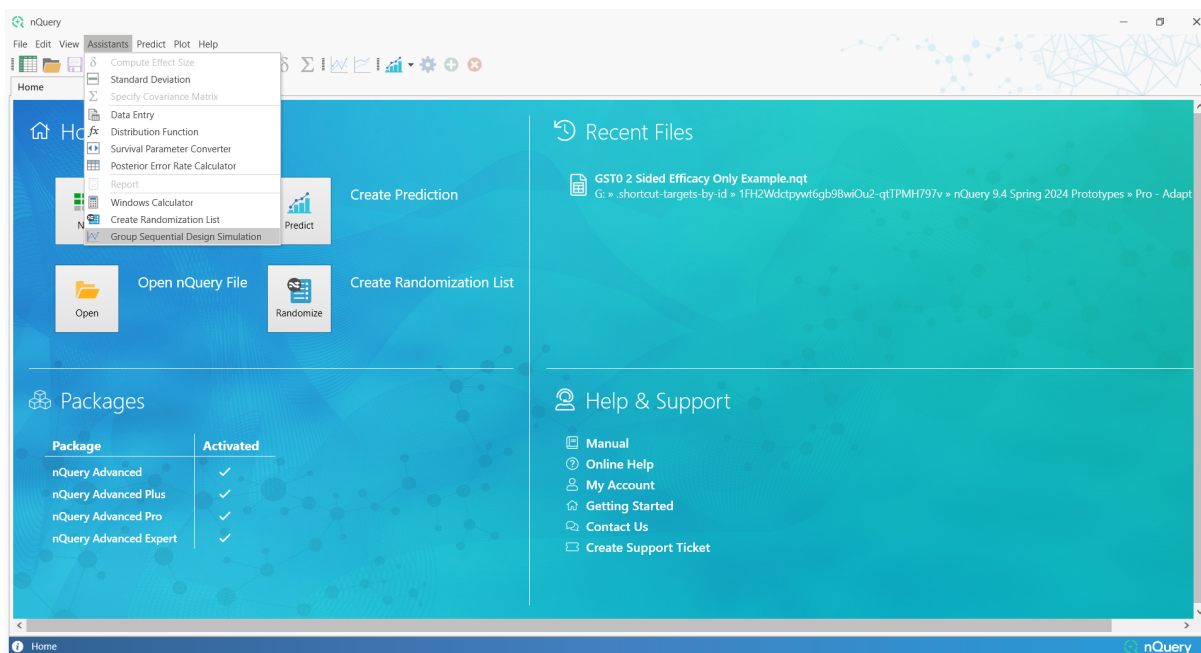 nQuery
File Edit View Assistants Predict Plot Help
Compute Effect Size
Standard Deviation
Specify Covariance Matrix
Data Entry
fx Distribution Function
Survival Parameter Converter
Posterior Error Rate Calculator
Report
Windows Calculator
Create Randomization List
Group Sequential Design Simulation
Home
Ho
N
Predict
Create Prediction
Open
Open nQuery File
Randomize
Create Randomization List
Recent Files
GST0 2 Sided Efficacy Only Example.nqt
G: » .shortcut-targets-by-id » 1FH2Wdctpywt6gb9BwiOu2-qtTPMH797v » nQuery 9.4 Spring 2024 Prototypes » Pro - Adapt
Packages
Package Activated
nQuery Advanced ✓
nQuery Advanced Plus ✓
nQuery Advanced Pro ✓
nQuery Advanced Expert ✓
Help & Support
Manual
Online Help
My Account
Getting Started
Contact Us
Create Support Ticket
Home
nQuery